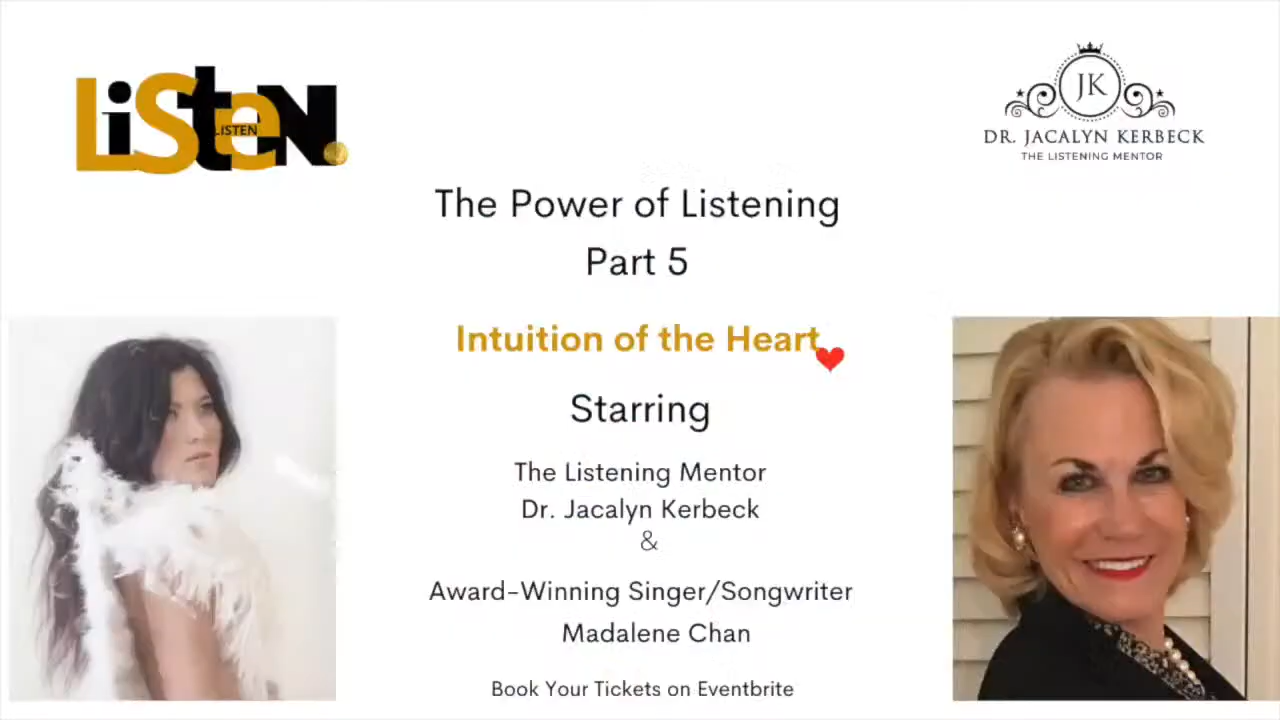 LiSteN.
LISTEN
JK
DR. JACALYN KERBECK
THE LISTENING MENTOR
The Power of Listening
Part 5
Intuition of the Heart
Starring
The Listening Mentor
Dr. Jacalyn Kerbeck
&
Award-Winning Singer/Songwriter
Madalene Chan
Book Your Tickets on Eventbrite